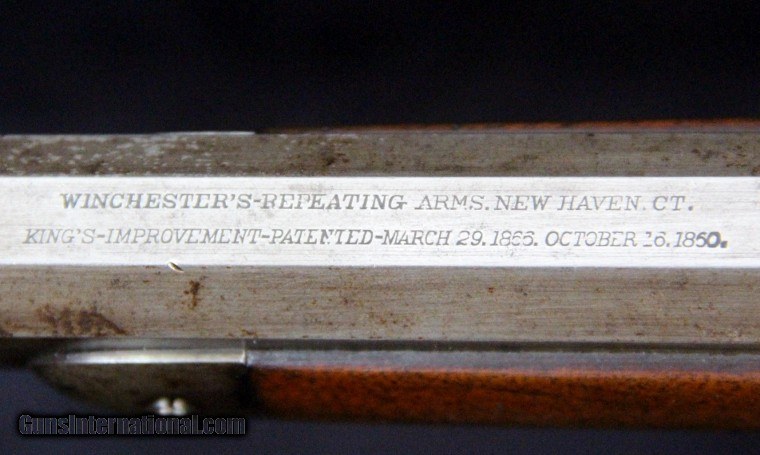 WINCHESTER'S-REPEATING ARMS. NEW HAVEN. CT.
KING'S-IMPROVEMENT-PATENTED-MARCH 29. 1866. OCTOBER 16. 1860.
GunsInternational.com